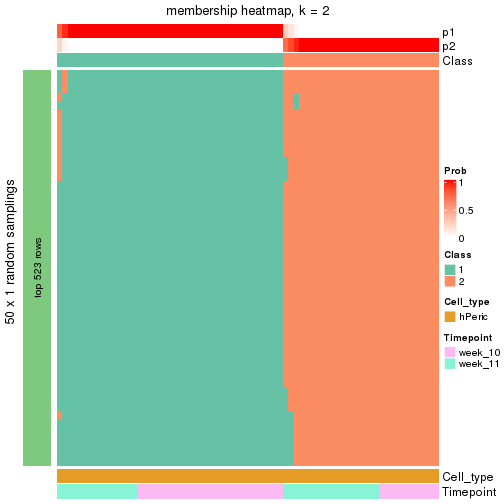 membership heatmap, k = 2
p1
p2
Class
50 x 1 random samplings
top 523 rows
Prob
1
0.5
0
Class
1
2
Cell_type
hPeric
Timepoint
week_10
week_11
Cell_type
Timepoint